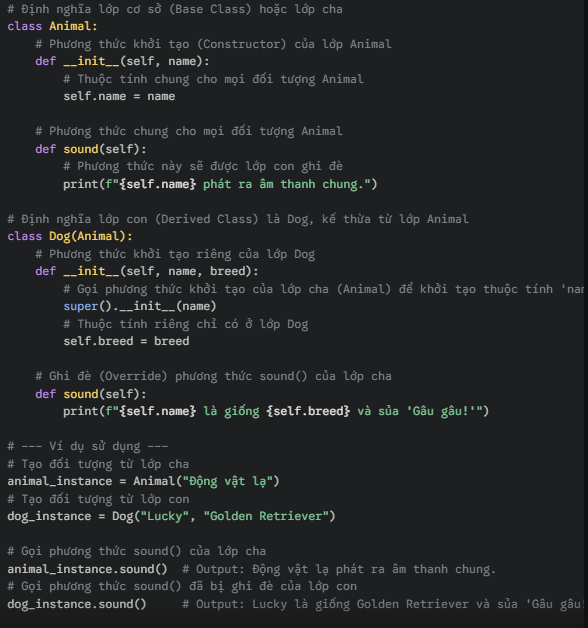 # Định nghĩa lớp cơ sở (Base Class) hoặc lớp cha
class Animal:
    # Phương thức khởi tạo (Constructor) của lớp Animal
    def __init__(self, name):
        # Thuộc tính chung cho mọi đối tượng Animal
        self.name = name

    # Phương thức chung cho mọi đối tượng Animal
    def sound(self):
        # Phương thức này sẽ được lớp con ghi đè
        print(f"{self.name} phát ra âm thanh chung.")

# Định nghĩa lớp con (Derived Class) là Dog, kế thừa từ lớp Animal
class Dog(Animal):
    # Phương thức khởi tạo riêng của lớp Dog
    def __init__(self, name, breed):
        # Gọi phương thức khởi tạo của lớp cha (Animal) để khởi tạo thuộc tính
        super().__init__(name)
        # Thuộc tính riêng chỉ có ở lớp Dog
        self.breed = breed

    # Ghi đè (Override) phương thức sound() của lớp cha
    def sound(self):
        print(f"{self.name} là giống {self.breed} và sủa 'Gâu gâu!'")

# --- Ví dụ sử dụng ---
# Tạo đối tượng từ lớp cha
animal_instance = Animal("Động vật lạ")
# Tạo đối tượng từ lớp con
dog_instance = Dog("Lucky", "Golden Retriever")

# Gọi phương thức sound() của lớp cha
animal_instance.sound()  # Output: Động vật lạ phát ra âm thanh chung.
# Gọi phương thức sound() đã bị ghi đè của lớp con
dog_instance.sound()     # Output: Lucky là giống Golden Retriever và sủa 'Gâu gâu!